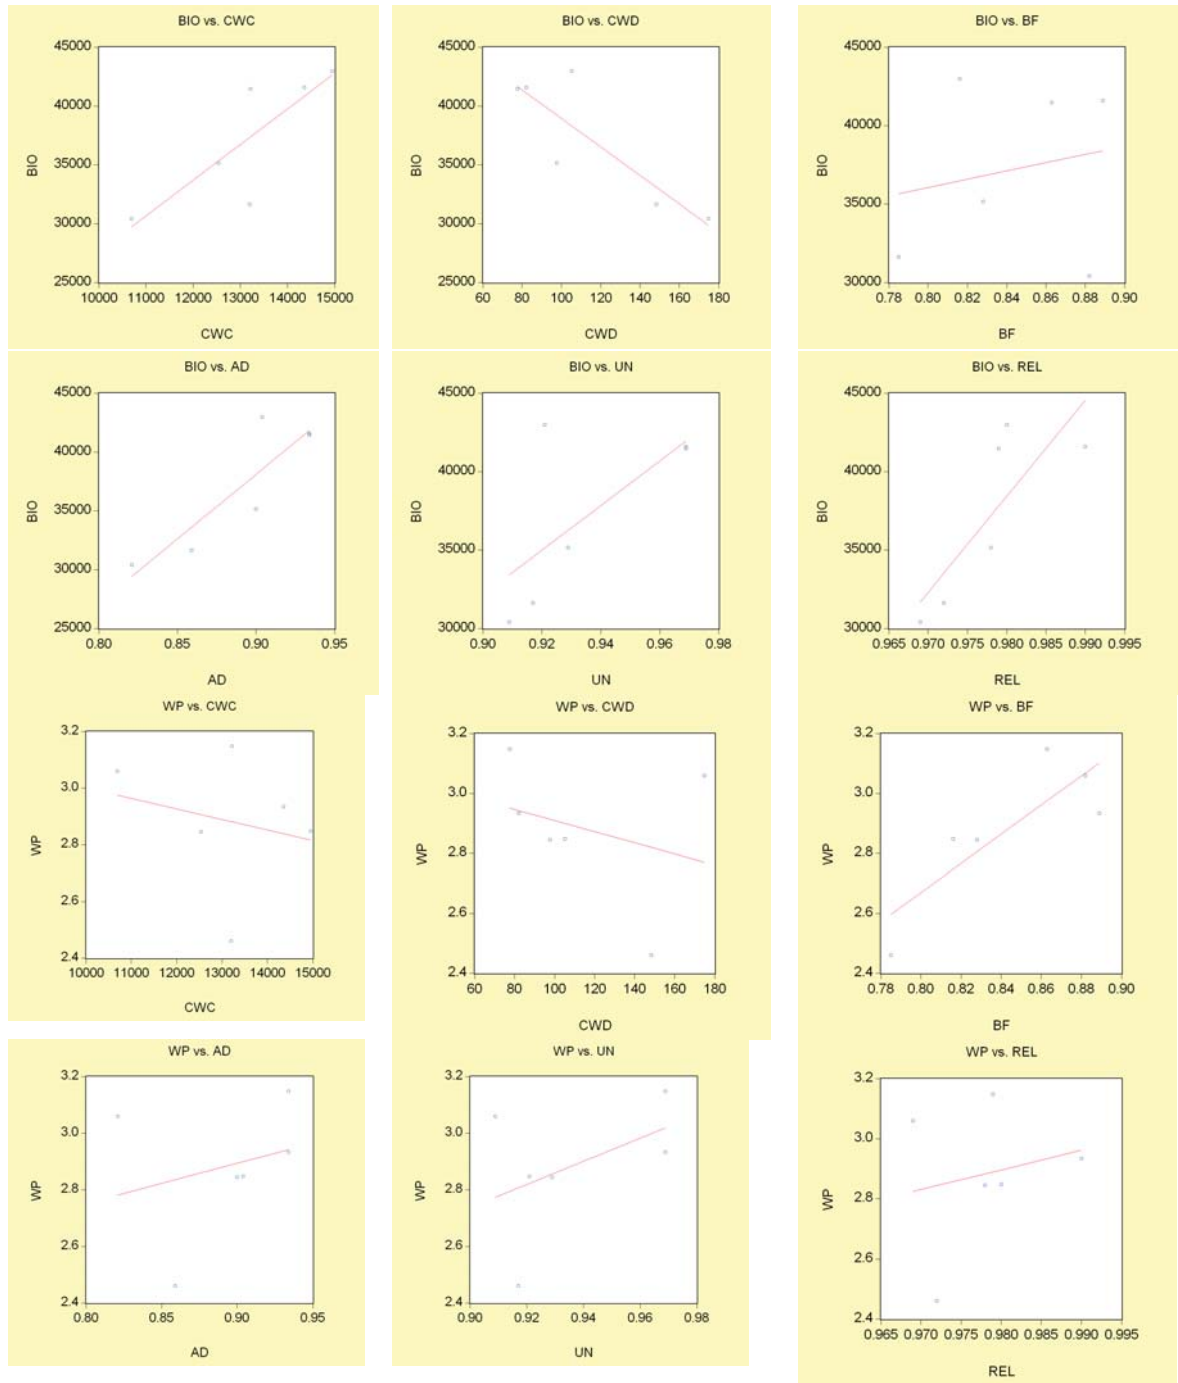 BIO vs. CWC
45000
40000
35000
30000
25000
BIO
10000 11000 12000 13000 14000 15000
CWC
BIO vs. CWD
45000
40000
35000
30000
25000
BIO
60 80 100 120 140 160 180
CWD
BIO vs. BF
45000
40000
35000
30000
BIO
0.78 0.80 0.82 0.84 0.86 0.88 0.90
BF
BIO vs. AD
45000
40000
35000
30000
25000
BIO
0.80 0.85 0.90 0.95
AD
BIO vs. UN
45000
40000
35000
30000
BIO
0.90 0.92 0.94 0.96 0.98
UN
BIO vs. REL
45000
40000
35000
30000
BIO
0.965 0.970 0.975 0.980 0.985 0.990 0.995
REL
WP vs. CWC
3.2
3.0
2.8
2.6
2.4
WP
10000 11000 12000 13000 14000 15000
CWC
WP vs. CWD
3.2
3.0
2.8
2.6
2.4
WP
60 80 100 120 140 160 180
CWD
WP vs. BF
3.2
3.0
2.8
2.6
2.4
WP
0.78 0.80 0.82 0.84 0.86 0.88 0.90
BF
WP vs. AD
3.2
3.0
2.8
2.6
2.4
WP
0.80 0.85 0.90 0.95
AD
WP vs. UN
3.2
3.0
2.8
2.6
2.4
WP
0.90 0.92 0.94 0.96 0.98
UN
WP vs. REL
3.2
3.0
2.8
2.6
2.4
WP
0.965 0.970 0.975 0.980 0.985 0.990 0.995
REL